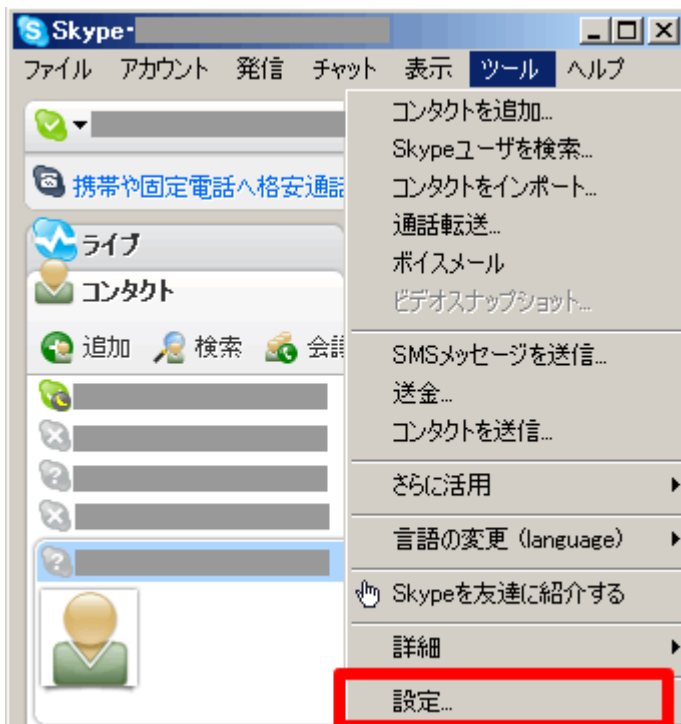 Skype-
ファイル アカウント 発信 チャット 表示 ツール ヘルプ
携帯や固定電話へ格安通話
ライブ
コンタクト
追加 検索 会議
コンタクトを追加...
Skypeユーザを検索...
コンタクトをインポート...
通話転送...
ボイスメール
ビデオスナップショット...
SMSメッセージを送信...
送金...
コンタクトを送信...
さらに活用
言語の変更（language）
Skypeを友達に紹介する
詳細
設定...